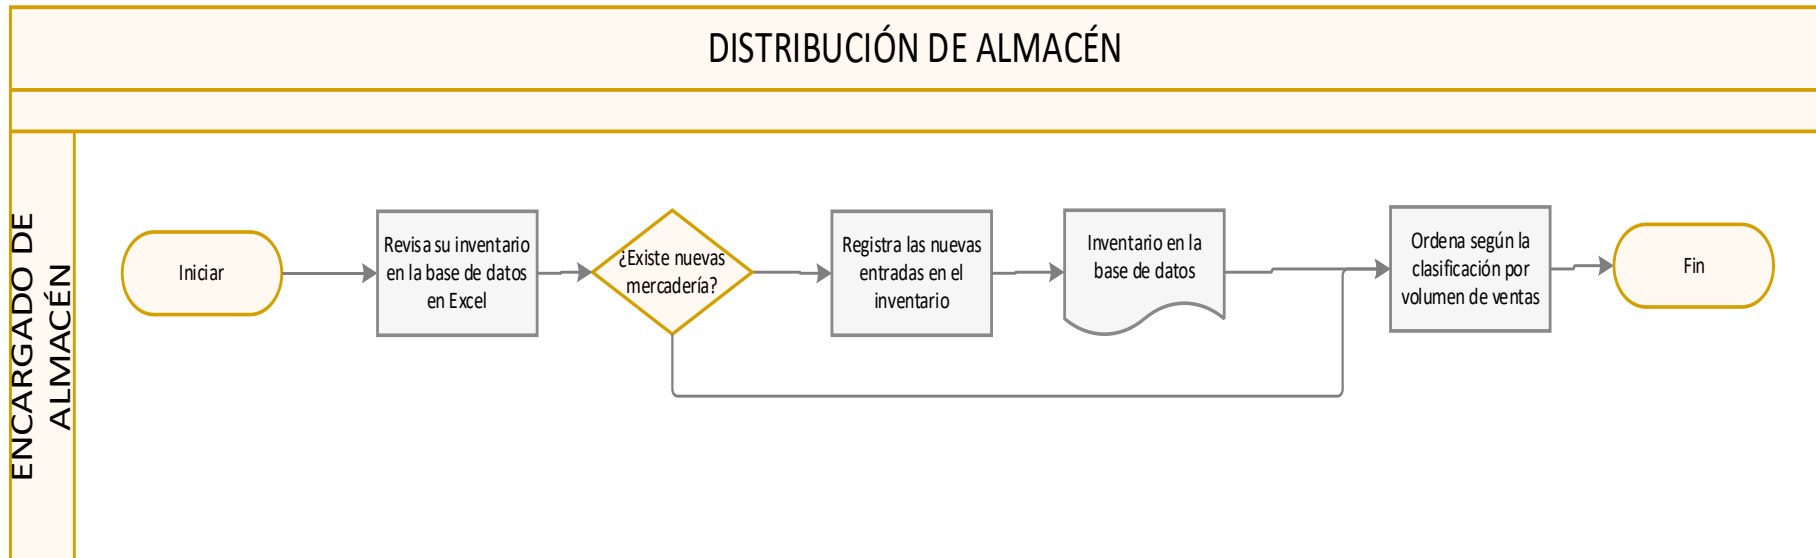 DISTRIBUCIÓN DE ALMACÉN
ENCARGADO DE
ALMACÉN
Iniciar
Revisa su inventario
en la base de datos
en Excel
¿Existe nuevas
mercadería?
Registra las nuevas
entradas en el
inventario
Inventario en la
base de datos
Ordena según la
clasificación por
volumen de ventas
Fin